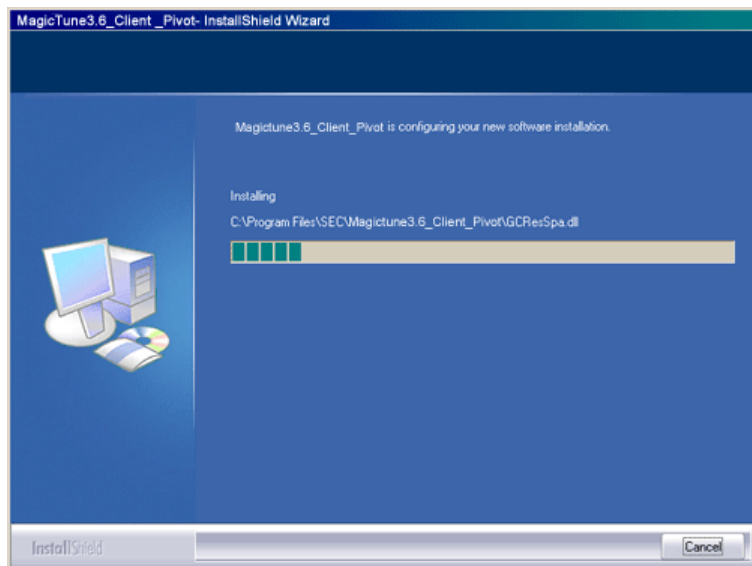 MagicTune3.6_Client _Pivot- InstallShield Wizard
Magictune3.6_Client_Pivot is configuring your new software installation.
Installing
C:\Program Files\SEC\Magictune3.6_Client_Pivot\GCResSpa.dll
InstallShield
Cancel